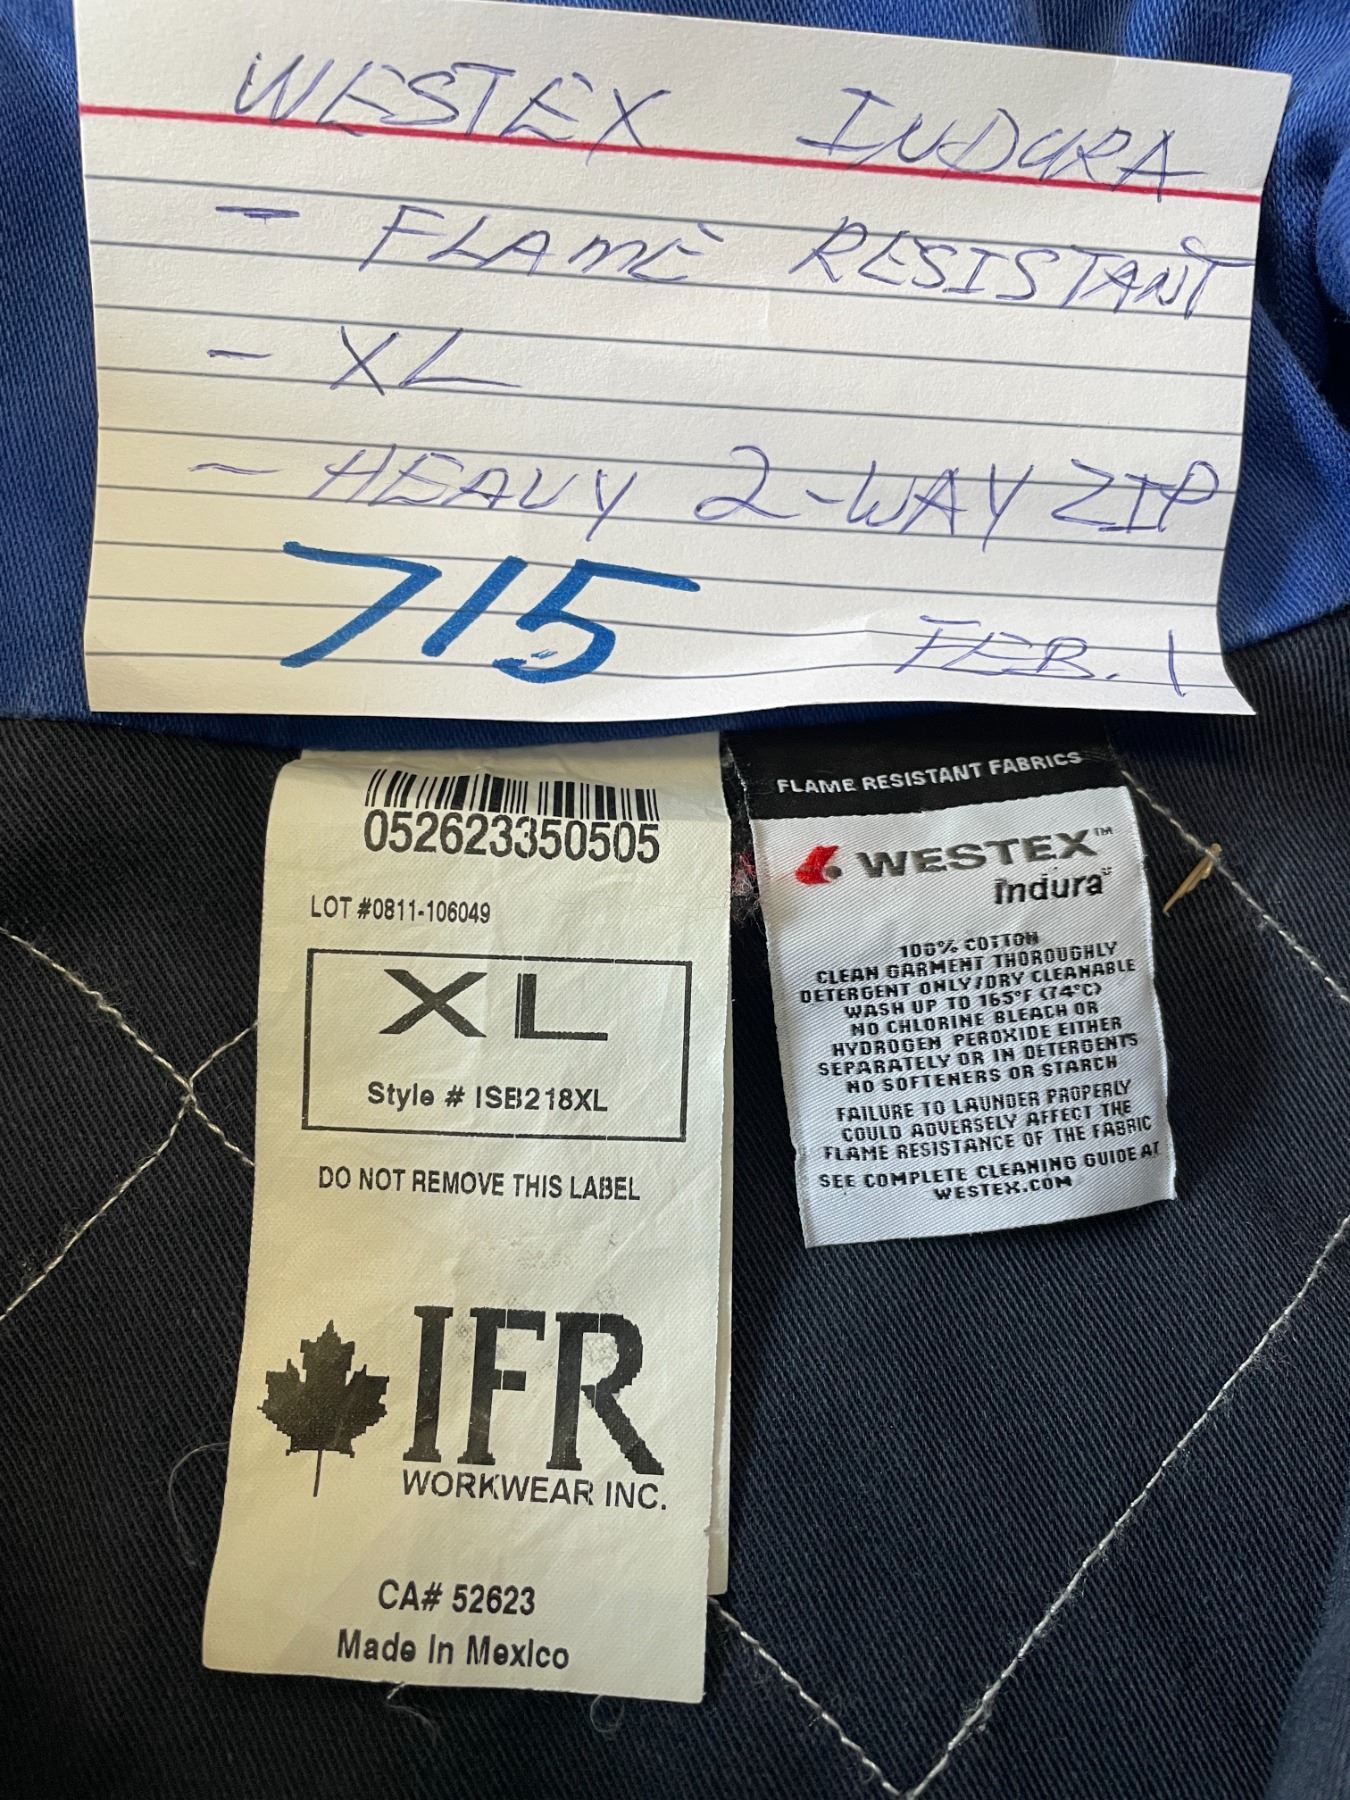 WESTEX INDURA
- FLAME RESISTANT
- XL
- HEAVY 2-WAY ZIP
715
FEB. 1
052623350505
LOT #0811-106049
XL
Style # ISB218XL
DO NOT REMOVE THIS LABEL
IFR
WORKWEAR INC.
CA# 52623
Made In Mexico
FLAME RESISTANT FABRICS
WESTEX™
Indura®
100% COTTON
CLEAN GARMENT THOROUGHLY
DETERGENT ONLY/DRY CLEANABLE
WASH UP TO 165°F (74°C)
NO CHLORINE BLEACH OR
HYDROGEN PEROXIDE EITHER
SEPARATELY OR IN DETERGENTS
NO SOFTENERS OR STARCH
FAILURE TO LAUNDER PROPERLY
COULD ADVERSELY AFFECT THE
FLAME RESISTANCE OF THE FABRIC
SEE COMPLETE CLEANING GUIDE AT
WESTEX.COM